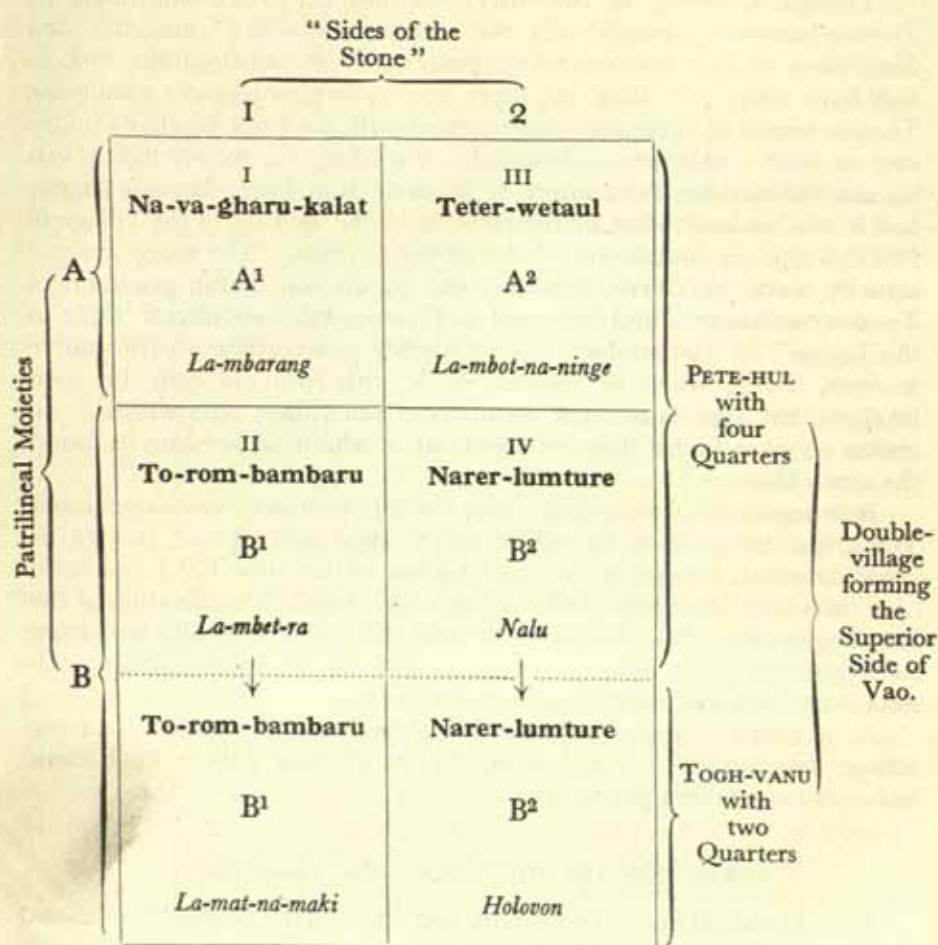 “ Sides of the
Stone ”
I 2
I
Na-va-gharu-kalat
A¹
La-mbarang
III
Teter-wetaul
A²
La-mbot-na-ninge
A
Patrilineal Moieties
B
II
To-rom-bambaru
B¹
La-mbet-ra
IV
Narer-lumture
B²
Nalu
To-rom-bambaru
B¹
La-mat-na-maki
Narer-lumture
B²
Holovon
PETE-HUL
with
four
Quarters
TOGH-VANU
with
two
Quarters
Double-
village
forming
the
Superior
Side of
Vao.